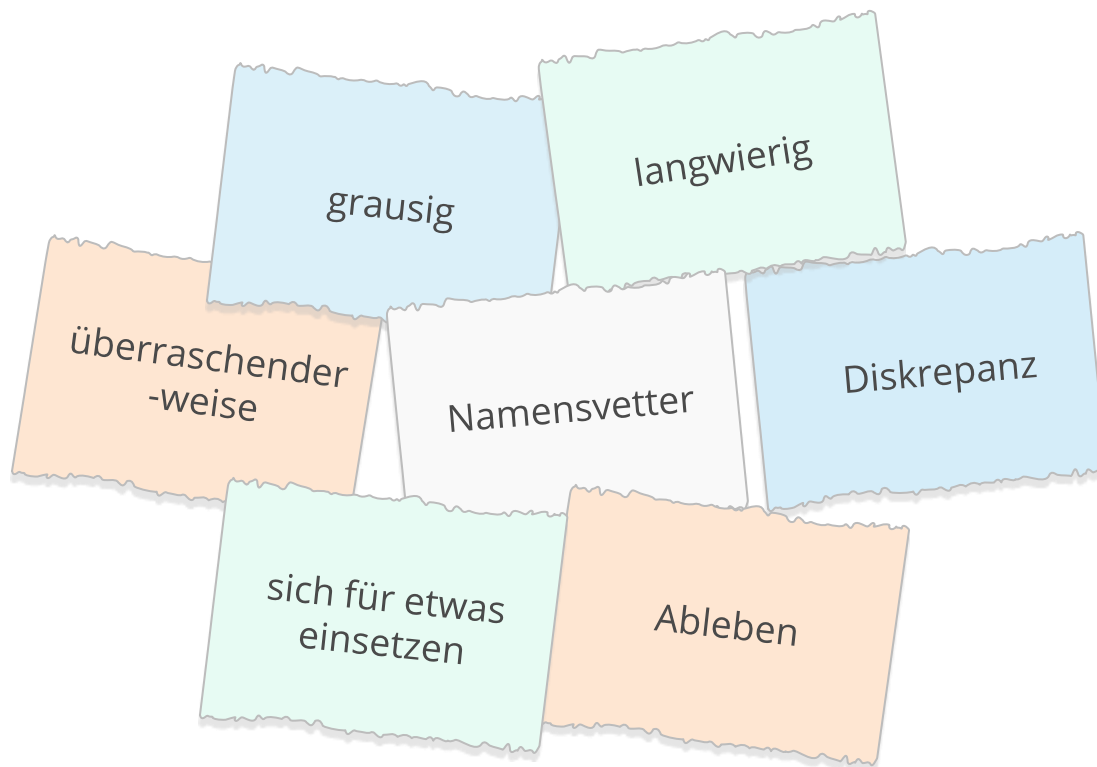 grausig
langwierig
überraschender
-weise
Namensvetter
Diskrepanz
sich für etwas
einsetzen
Ableben